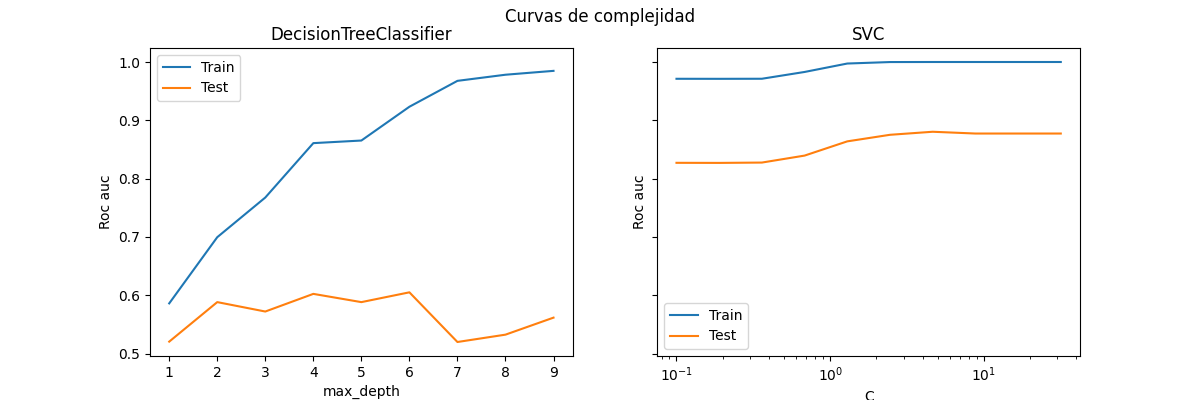 Curvas de complejidad
DecisionTreeClassifier
Train
Test
1.0
0.9
0.8
0.7
0.6
0.5
Roc auc
1 2 3 4 5 6 7 8 9
max_depth
SVC
Roc auc
Train
Test
10⁻¹ 10⁰ 10¹
C